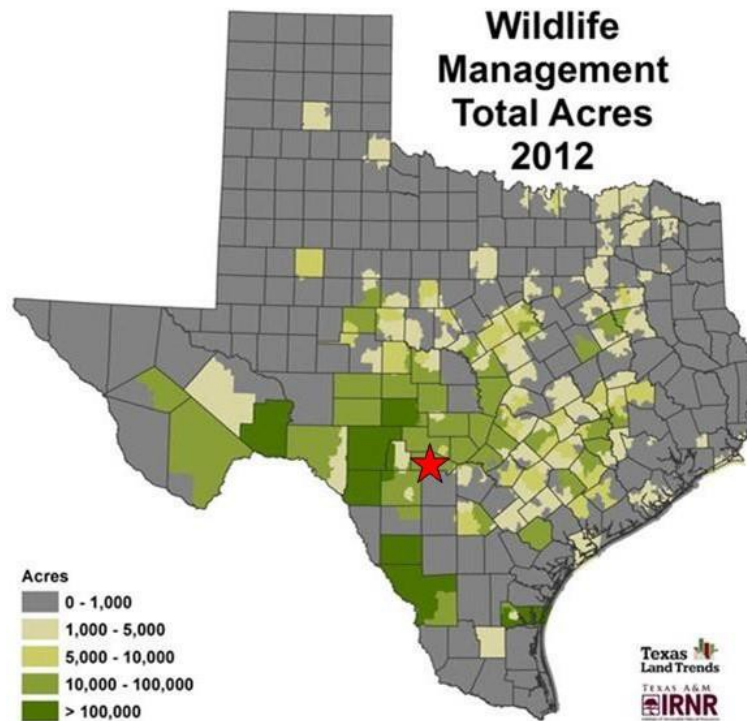 Wildlife
Management
Total Acres
2012
Acres
0 - 1,000
1,000 - 5,000
5,000 - 10,000
10,000 - 100,000
> 100,000
Texas
Land Trends
TEXAS A&M
IRNR